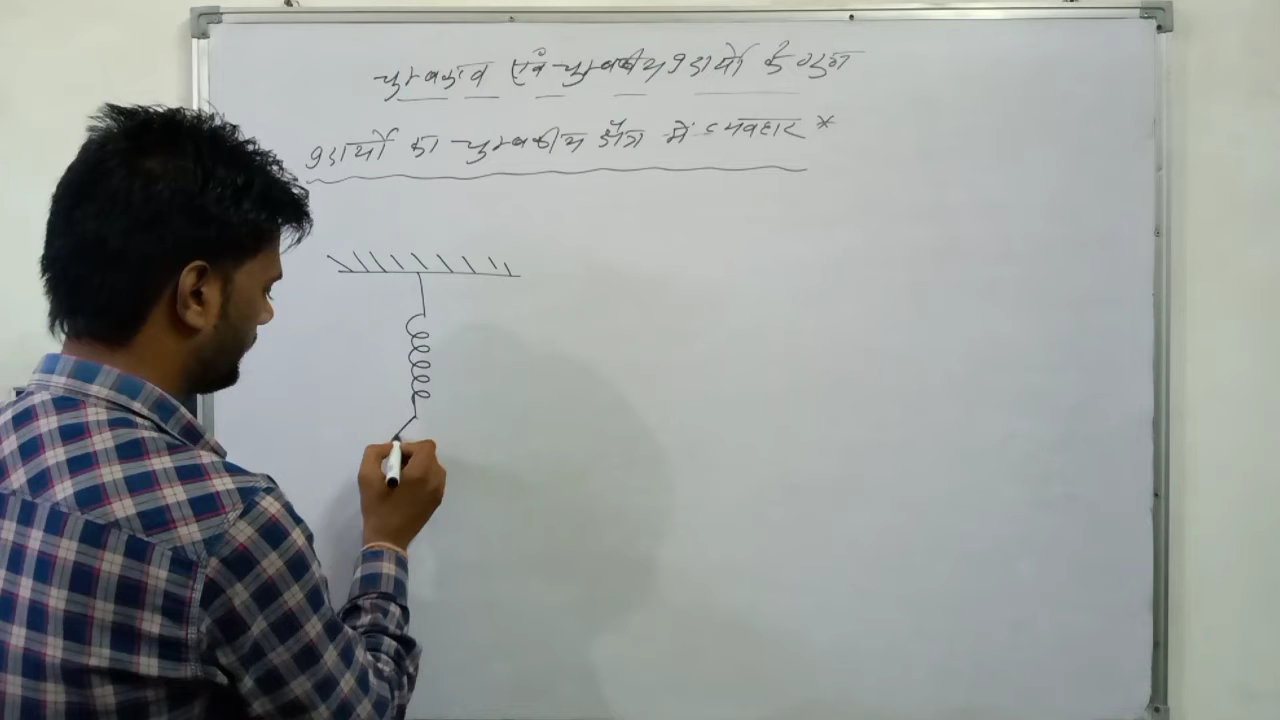 चुम्बकत्व एवं चुम्बकीय पदार्थो के गुण
पदार्थो का चुम्बकीय क्षेत्र में व्यवहार *